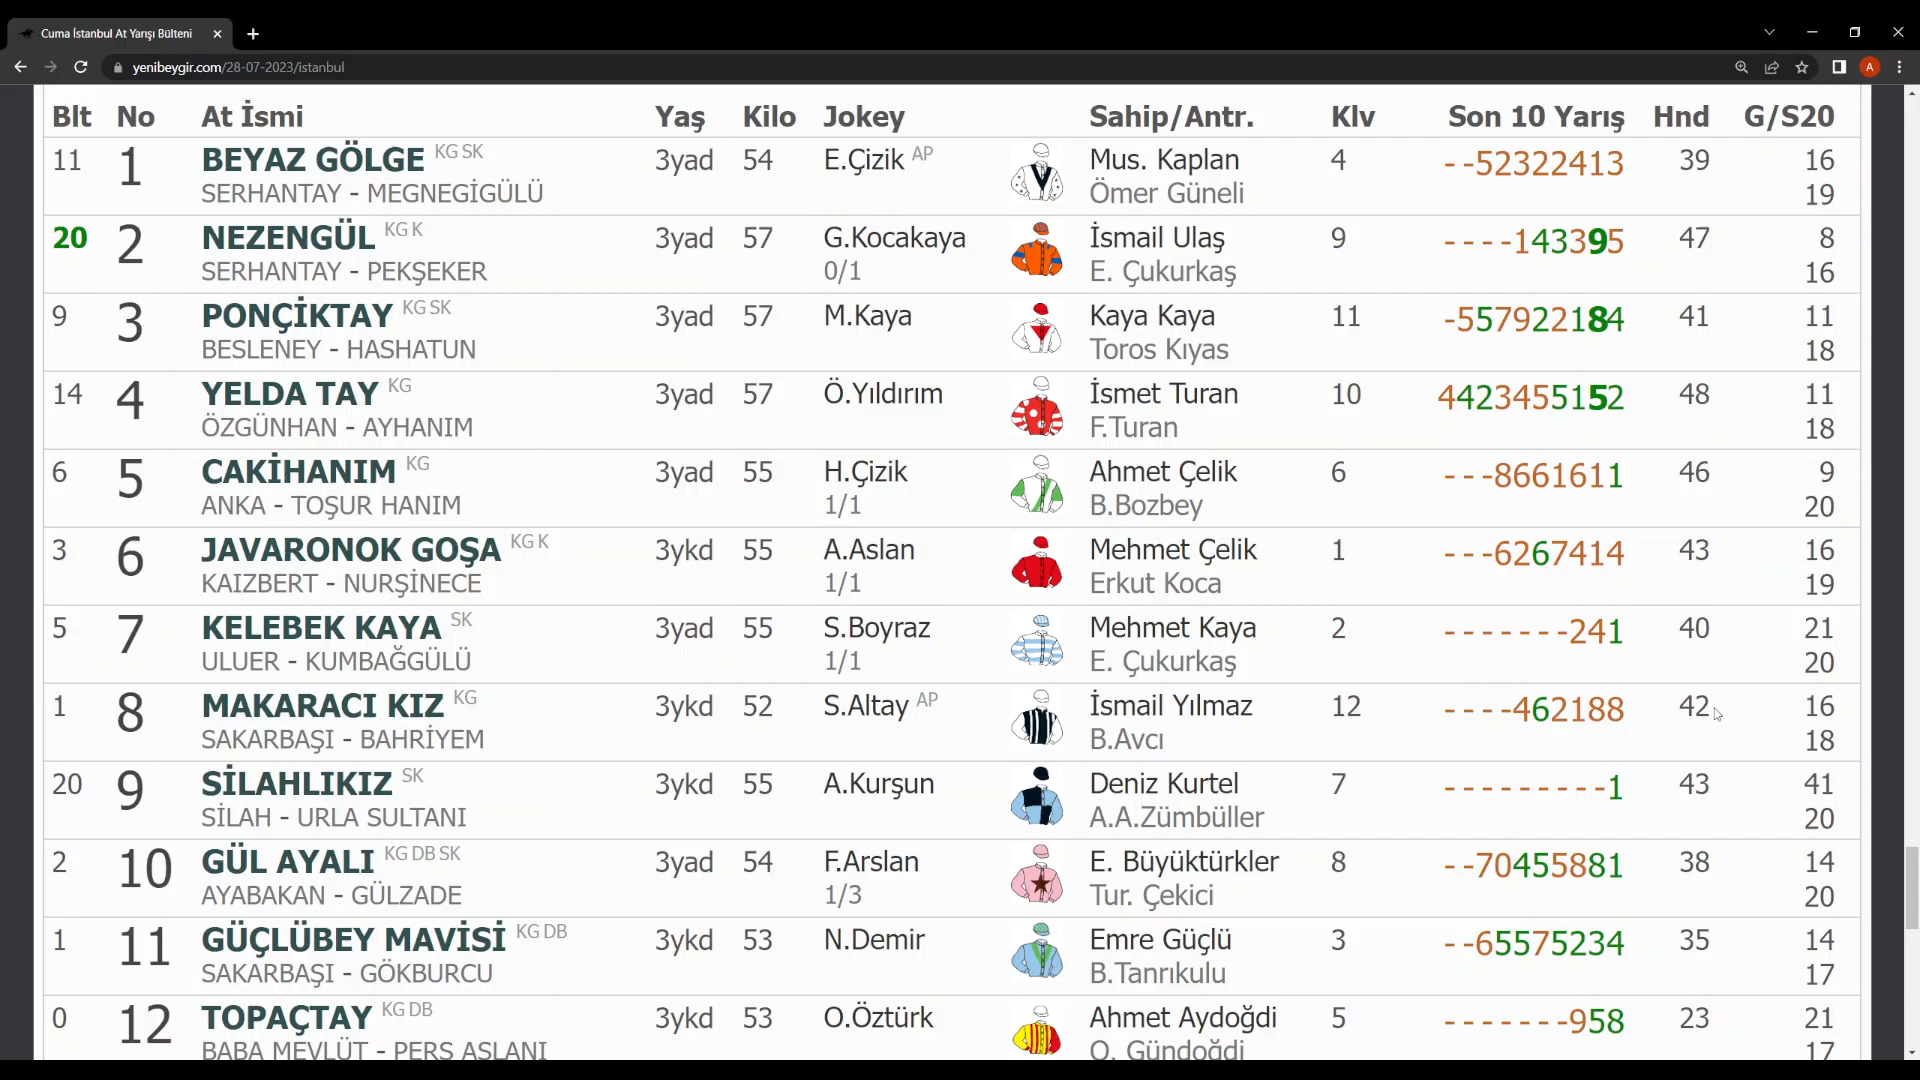 Cuma İstanbul At Yarışı Bülteni
yenibeygir.com/28-07-2023/istanbul
A
Blt No At İsmi Yaş Kilo Jokey Sahip/Antr. Klv Son 10 Yarış Hnd G/S20
11 1 BEYAZ GÖLGE KG SK 3yad 54 E.Çizik AP Mus. Kaplan 4 --52322413 39 16
SERHANTAY - MEGNEGİGÜLÜ Ömer Güneli 19
20 2 NEZENGÜL KG K 3yad 57 G.Kocakaya İsmail Ulaş 9 ----143395 47 8
SERHANTAY - PEKŞEKER 0/1 E. Çukurkaş 16
9 3 PONÇİKTAY KG SK 3yad 57 M.Kaya Kaya Kaya 11 -557922184 41 11
BESLENEY - HASHATUN Toros Kıyas 18
14 4 YELDA TAY KG 3yad 57 Ö.Yıldırım İsmet Turan 10 4423455152 48 11
ÖZGÜNHAN - AYHANIM F.Turan 18
6 5 CAKİHANIM KG 3yad 55 H.Çizik Ahmet Çelik 6 ---8661611 46 9
ANKA - TOŞUR HANIM 1/1 B.Bozbey 20
3 6 JAVARONOK GOŞA KG K 3ykd 55 A.Aslan Mehmet Çelik 1 ---6267414 43 16
KAIZBERT - NURŞİNECE 1/1 Erkut Koca 19
5 7 KELEBEK KAYA SK 3yad 55 S.Boyraz Mehmet Kaya 2 -------241 40 21
ULUER - KUMBAĞGÜLÜ 1/1 E. Çukurkaş 20
1 8 MAKARACI KIZ KG 3ykd 52 S.Altay AP İsmail Yılmaz 12 ----462188 42 16
SAKARBAŞI - BAHRİYEM B.Avcı 18
20 9 SİLAHLIKIZ SK 3ykd 55 A.Kurşun Deniz Kurtel 7 ---------1 43 41
SİLAH - URLA SULTANI A.A.Zümbüller 20
2 10 GÜL AYALI KG DB SK 3yad 54 F.Arslan E. Büyüktürkler 8 --70455881 38 14
AYABAKAN - GÜLZADE 1/3 Tur. Çekici 20
1 11 GÜÇLÜBEY MAVİSİ KG DB 3ykd 53 N.Demir Emre Güçlü 3 --65575234 35 14
SAKARBAŞI - GÖKBURCU B.Tanrıkulu 17
0 12 TOPAÇTAY KG DB 3ykd 53 O.Öztürk Ahmet Aydoğdi 5 -------958 23 21
BABA MEVLÜT - PERS ASLANI O. Gündoğdi 17